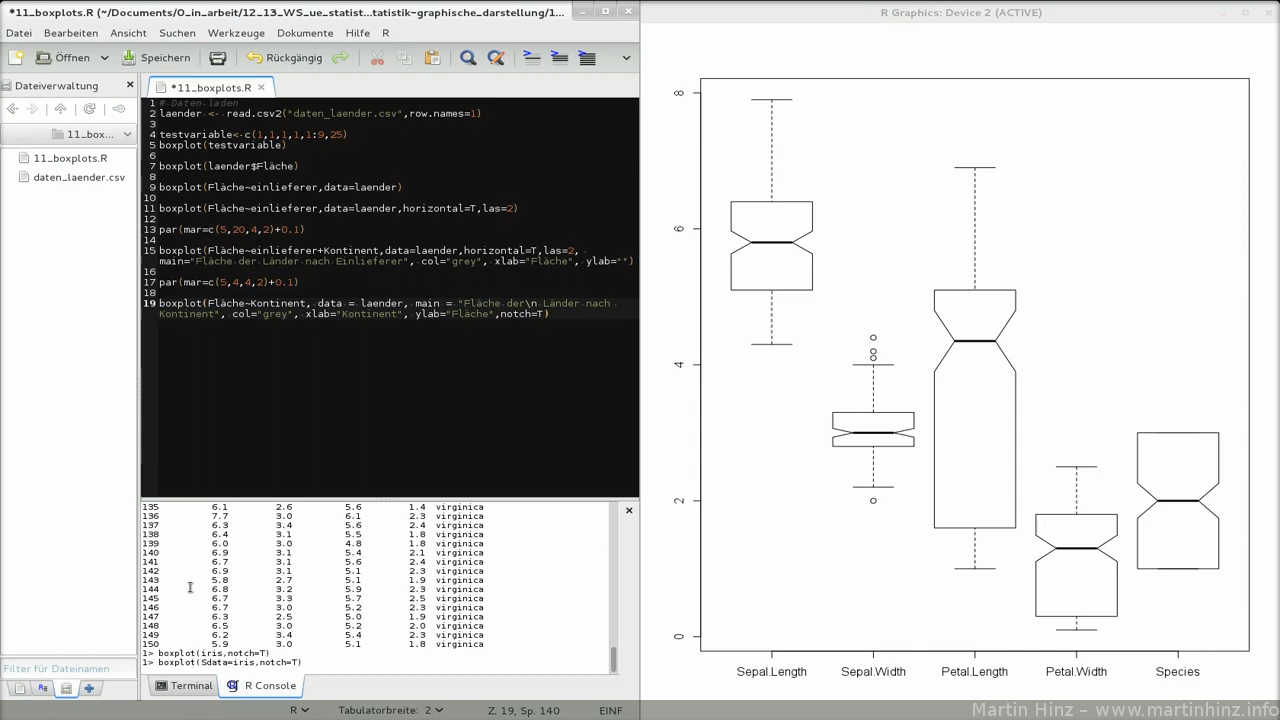 *11_boxplots.R (~/Documents/0_in_arbeit/12_13_WS_ue_statist...tatistik-graphische_darstellung/1...
R Graphics: Device 2 (ACTIVE)
Datei Bearbeiten Ansicht Suchen Werkzeuge Dokumente Hilfe R
Öffnen Speichern Rückgängig
Dateiverwaltung
*11_boxplots.R
11_box...
11_boxplots.R
daten_laender.csv
1 # Daten laden
2 laender <- read.csv2("daten_laender.csv",row.names=1)
3
4 testvariable<-c(1,1,1,1,1:9,25)
5 boxplot(testvariable)
6
7 boxplot(laender$Fläche)
8
9 boxplot(Fläche~einlieferer,data=laender)
10
11 boxplot(Fläche~einlieferer,data=laender,horizontal=T,las=2)
12
13 par(mar=c(5,20,4,2)+0.1)
14
15 boxplot(Fläche~einlieferer+Kontinent,data=laender,horizontal=T,las=2,
main="Fläche der Länder nach Einlieferer", col="grey", xlab="Fläche", ylab="")
16
17 par(mar=c(5,4,4,2)+0.1)
18
19 boxplot(Fläche~Kontinent, data = laender, main = "Fläche der\n Länder nach
Kontinent", col="grey", xlab="Kontinent", ylab="Fläche",notch=T)
135 6.1 2.6 5.6 1.4 virginica
136 7.7 3.0 6.1 2.3 virginica
137 6.3 3.4 5.6 2.4 virginica
138 6.4 3.1 5.5 1.8 virginica
139 6.0 3.0 4.8 1.8 virginica
140 6.9 3.1 5.4 2.1 virginica
141 6.7 3.1 5.6 2.4 virginica
142 6.9 3.1 5.1 2.3 virginica
143 5.8 2.7 5.1 1.9 virginica
144 6.8 3.2 5.9 2.3 virginica
145 6.7 3.3 5.7 2.5 virginica
146 6.7 3.0 5.2 2.3 virginica
147 6.3 2.5 5.0 1.9 virginica
148 6.5 3.0 5.2 2.0 virginica
149 6.2 3.4 5.4 2.3 virginica
150 5.9 3.0 5.1 1.8 virginica
1> boxplot(iris,notch=T)
1> boxplot(Sdata=iris,notch=T)
Filter für Dateinamen
Terminal R Console
R Tabulatorbreite: 2 Z. 19, Sp. 140 EINF
8
6
4
2
0
Sepal.Length Sepal.Width Petal.Length Petal.Width Species
Martin Hinz - www.martinhinz.info